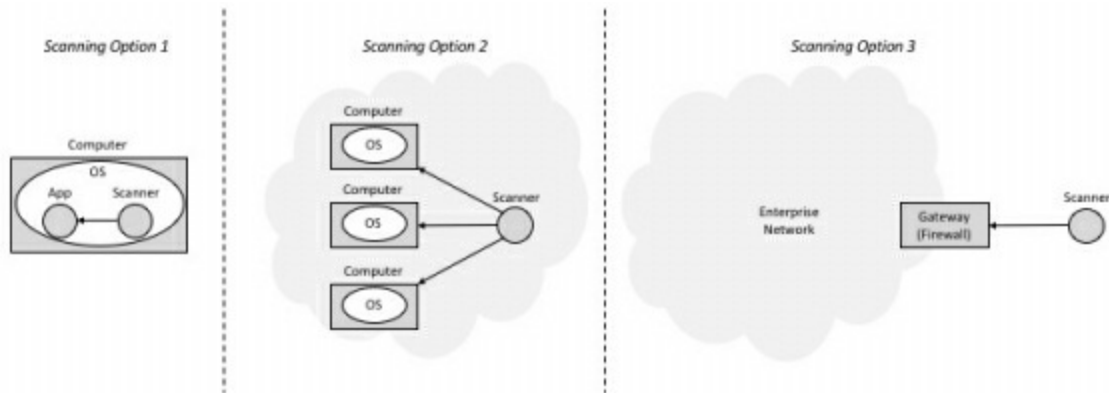 Scanning Option 1
Computer
OS
App
Scanner
Scanning Option 2
Computer
OS
Computer
OS
Computer
OS
Scanner
Scanning Option 3
Enterprise
Network
Gateway
(Firewall)
Scanner